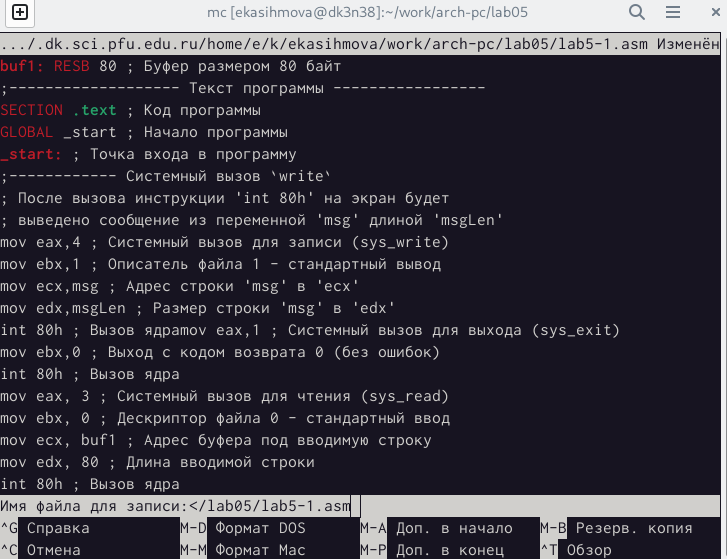 mc [ekasihmova@dk3n38]:~/work/arch-pc/lab05
.../.dk.sci.pfu.edu.ru/home/e/k/ekasihmova/work/arch-pc/lab05/lab5-1.asm Изменён
buf1: RESB 80 ; Буфер размером 80 байт
;------------------- Текст программы -----------------
SECTION .text ; Код программы
GLOBAL _start ; Начало программы
_start: ; Точка входа в программу
;------------ Системный вызов `write`
; После вызова инструкции 'int 80h' на экран будет
; выведено сообщение из переменной 'msg' длиной 'msgLen'
mov eax,4 ; Системный вызов для записи (sys_write)
mov ebx,1 ; Описатель файла 1 - стандартный вывод
mov ecx,msg ; Адрес строки 'msg' в 'ecx'
mov edx,msgLen ; Размер строки 'msg' в 'edx'
int 80h ; Вызов ядраmov eax,1 ; Системный вызов для выхода (sys_exit)
mov ebx,0 ; Выход с кодом возврата 0 (без ошибок)
int 80h ; Вызов ядра
mov eax, 3 ; Системный вызов для чтения (sys_read)
mov ebx, 0 ; Дескриптор файла 0 - стандартный ввод
mov ecx, buf1 ; Адрес буфера под вводимую строку
mov edx, 80 ; Длина вводимой строки
int 80h ; Вызов ядра
Имя файла для записи:</lab05/lab5-1.asm
^G Справка M-D Формат DOS M-A Доп. в начало M-B Резерв. копия
^C Отмена M-M Формат Mac M-P Доп. в конец ^T Обзор